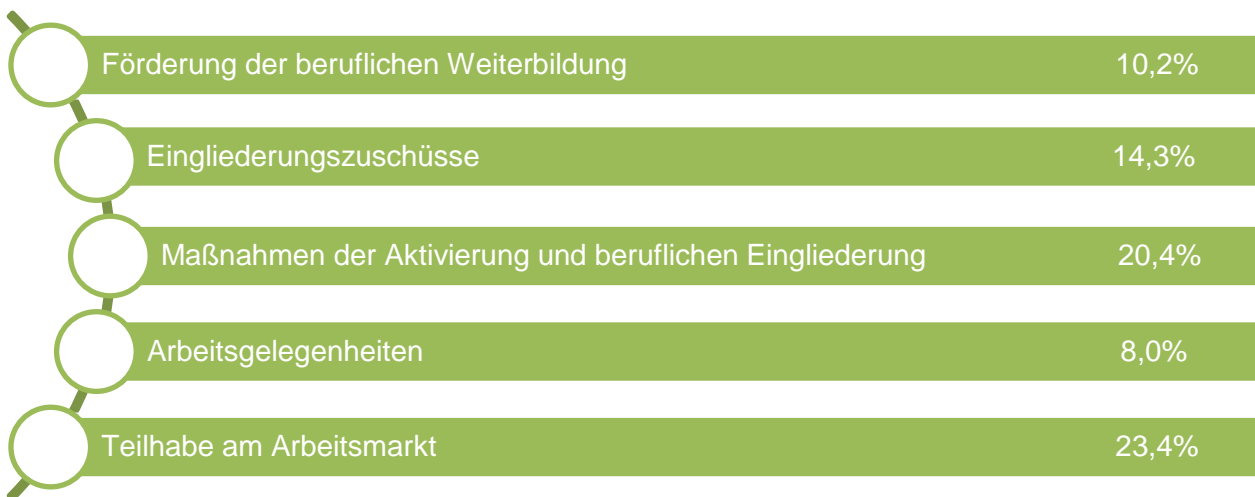 Förderung der beruflichen Weiterbildung 10,2%
Eingliederungszuschüsse 14,3%
Maßnahmen der Aktivierung und beruflichen Eingliederung 20,4%
Arbeitsgelegenheiten 8,0%
Teilhabe am Arbeitsmarkt 23,4%